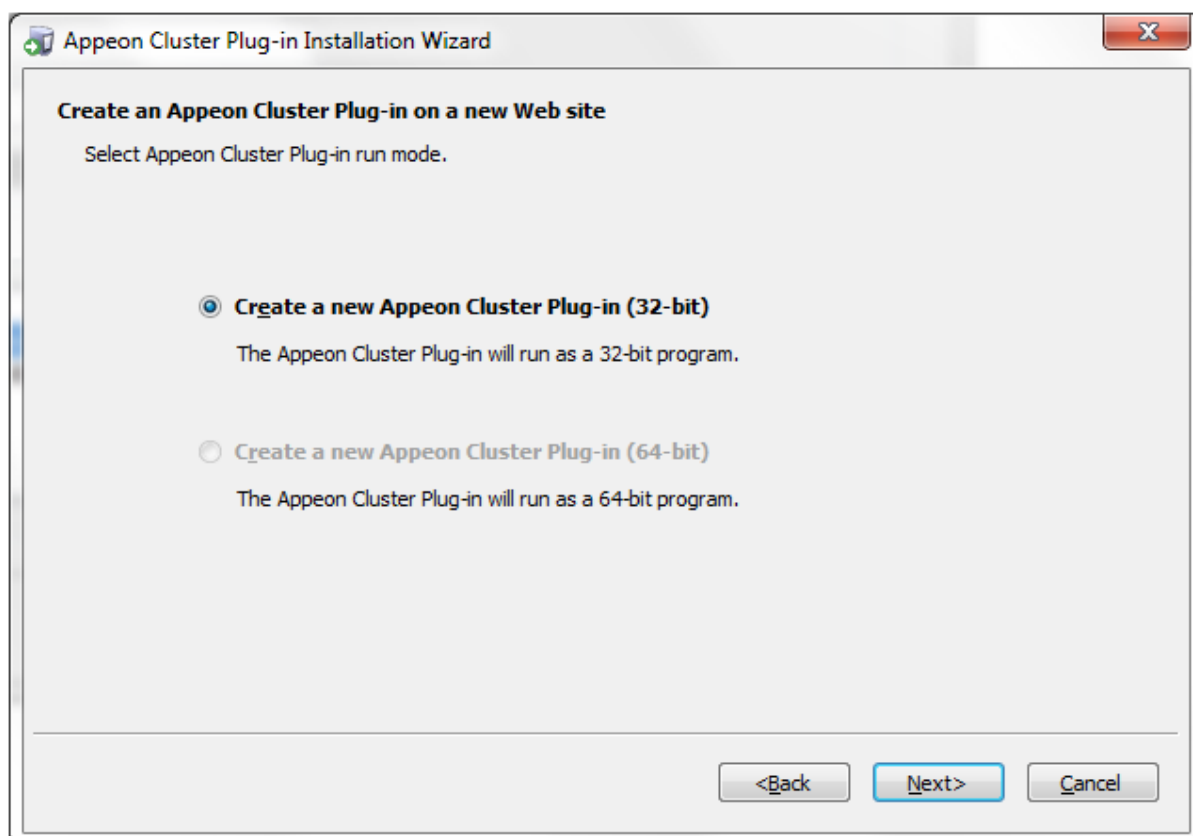 Appeon Cluster Plug-in Installation Wizard
Create an Appeon Cluster Plug-in on a new Web site
Select Appeon Cluster Plug-in run mode.
Create a new Appeon Cluster Plug-in (32-bit)
The Appeon Cluster Plug-in will run as a 32-bit program.
Create a new Appeon Cluster Plug-in (64-bit)
The Appeon Cluster Plug-in will run as a 64-bit program.
<Back Next> Cancel